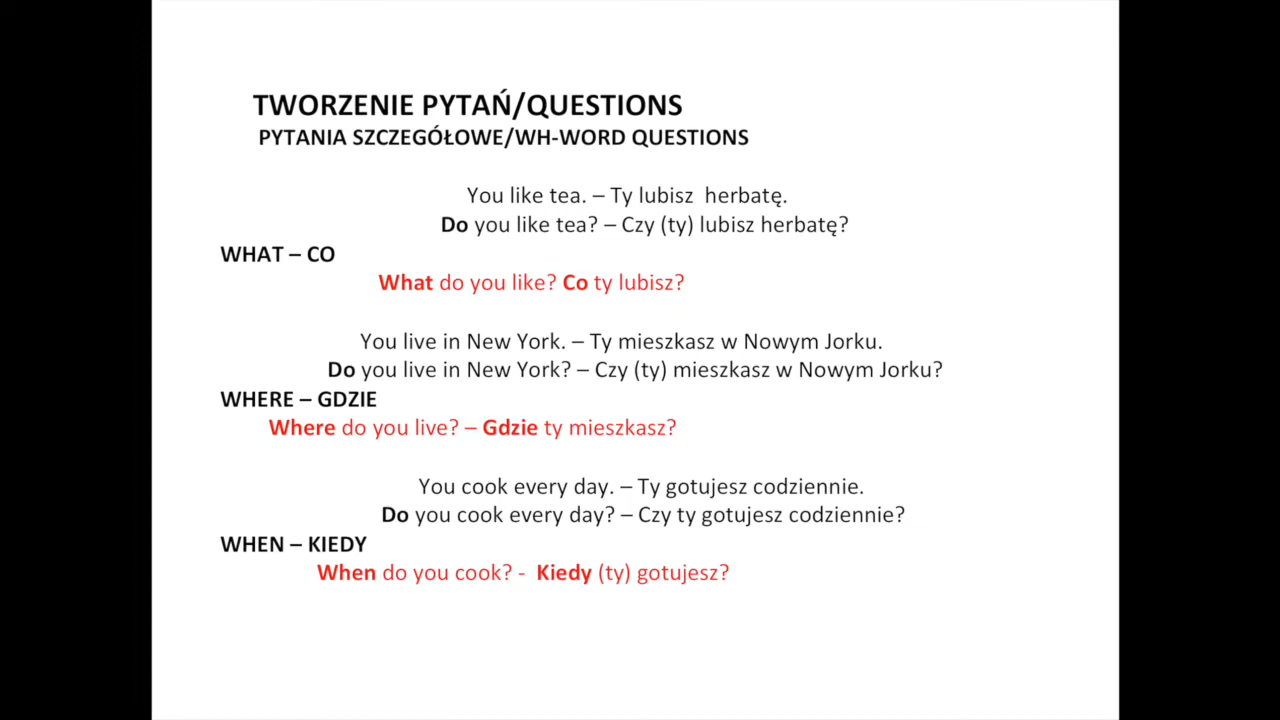 TWORZENIE PYTAŃ/QUESTIONS
PYTANIA SZCZEGÓŁOWE/WH-WORD QUESTIONS
You like tea. – Ty lubisz  herbatę.
Do you like tea? – Czy (ty) lubisz herbatę?
WHAT – CO
What do you like? Co ty lubisz?
You live in New York. – Ty mieszkasz w Nowym Jorku.
Do you live in New York? – Czy (ty) mieszkasz w Nowym Jorku?
WHERE – GDZIE
Where do you live? – Gdzie ty mieszkasz?
You cook every day. – Ty gotujesz codziennie.
Do you cook every day? – Czy ty gotujesz codziennie?
WHEN – KIEDY
When do you cook? -  Kiedy (ty) gotujesz?